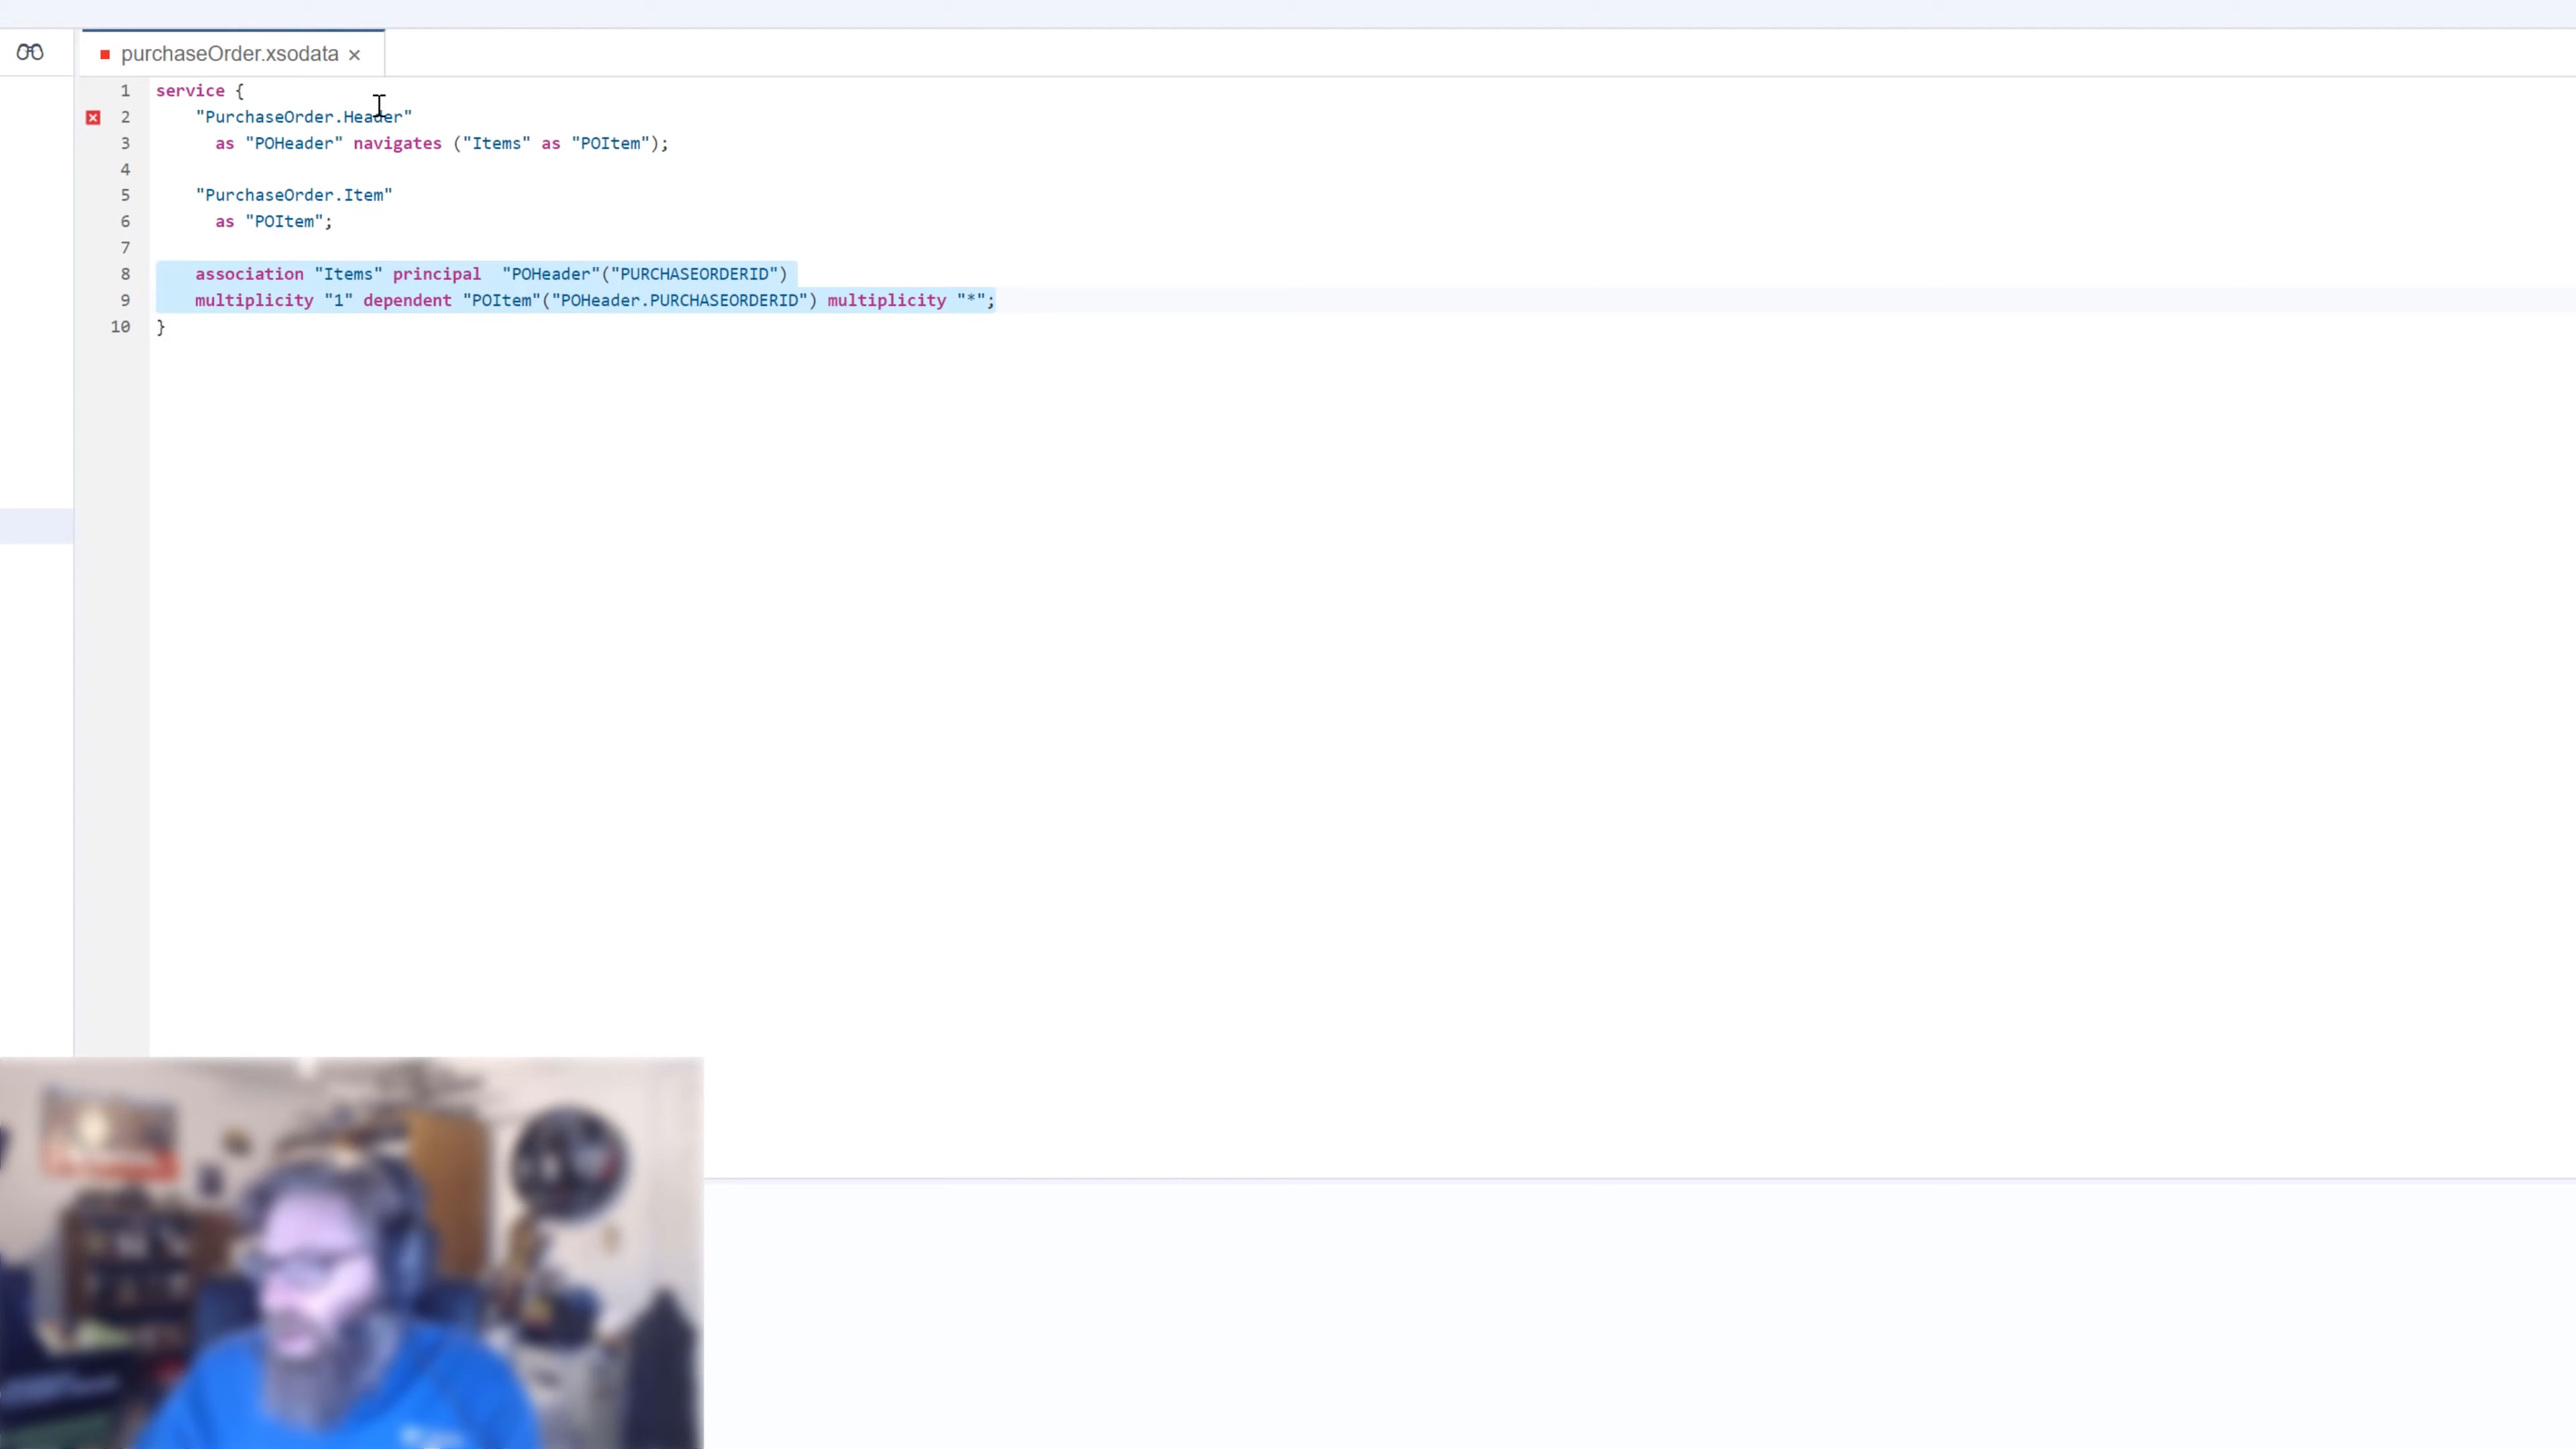 purchaseOrder.xsodata ×
1 service {
2 "PurchaseOrder.Header"
3 as "POHeader" navigates ("Items" as "POItem");
4
5 "PurchaseOrder.Item"
6 as "POItem";
7
8 association "Items" principal  "POHeader"("PURCHASEORDERID")
9 multiplicity "1" dependent "POItem"("POHeader.PURCHASEORDERID") multiplicity "*";
10 }